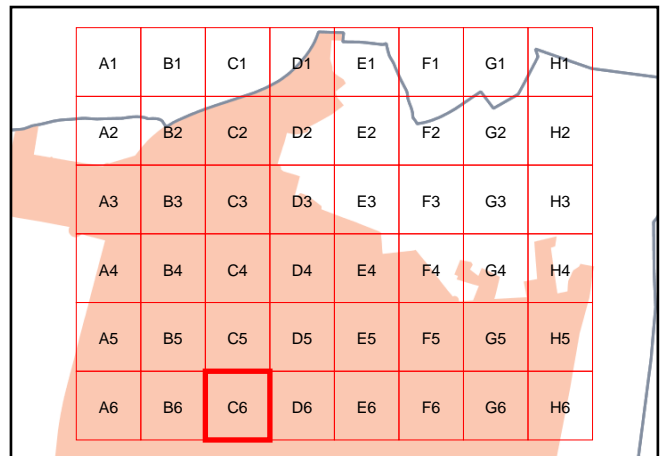 A1 B1 C1 D1 E1 F1 G1 H1
A2 B2 C2 D2 E2 F2 G2 H2
A3 B3 C3 D3 E3 F3 G3 H3
A4 B4 C4 D4 E4 F4 G4 H4
A5 B5 C5 D5 E5 F5 G5 H5
A6 B6 C6 D6 E6 F6 G6 H6